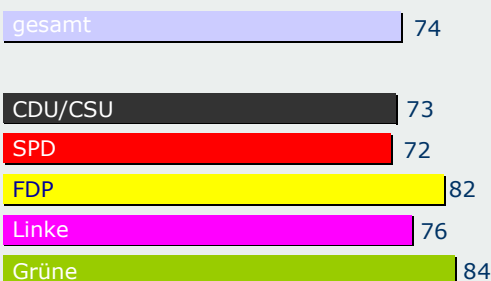 gesamt 74
CDU/CSU 73
SPD 72
FDP 82
Linke 76
Grüne 84